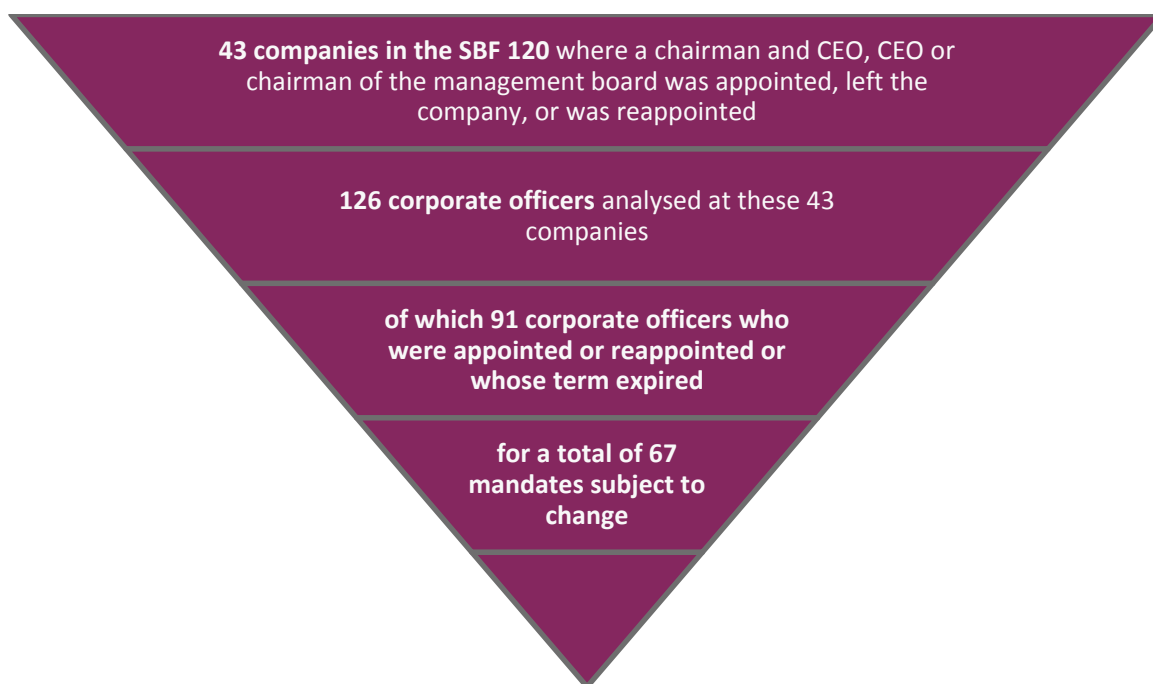 43 companies in the SBF 120 where a chairman and CEO, CEO or
chairman of the management board was appointed, left the
company, or was reappointed
126 corporate officers analysed at these 43
companies
of which 91 corporate officers who
were appointed or reappointed or
whose term expired
for a total of 67
mandates subject to
change